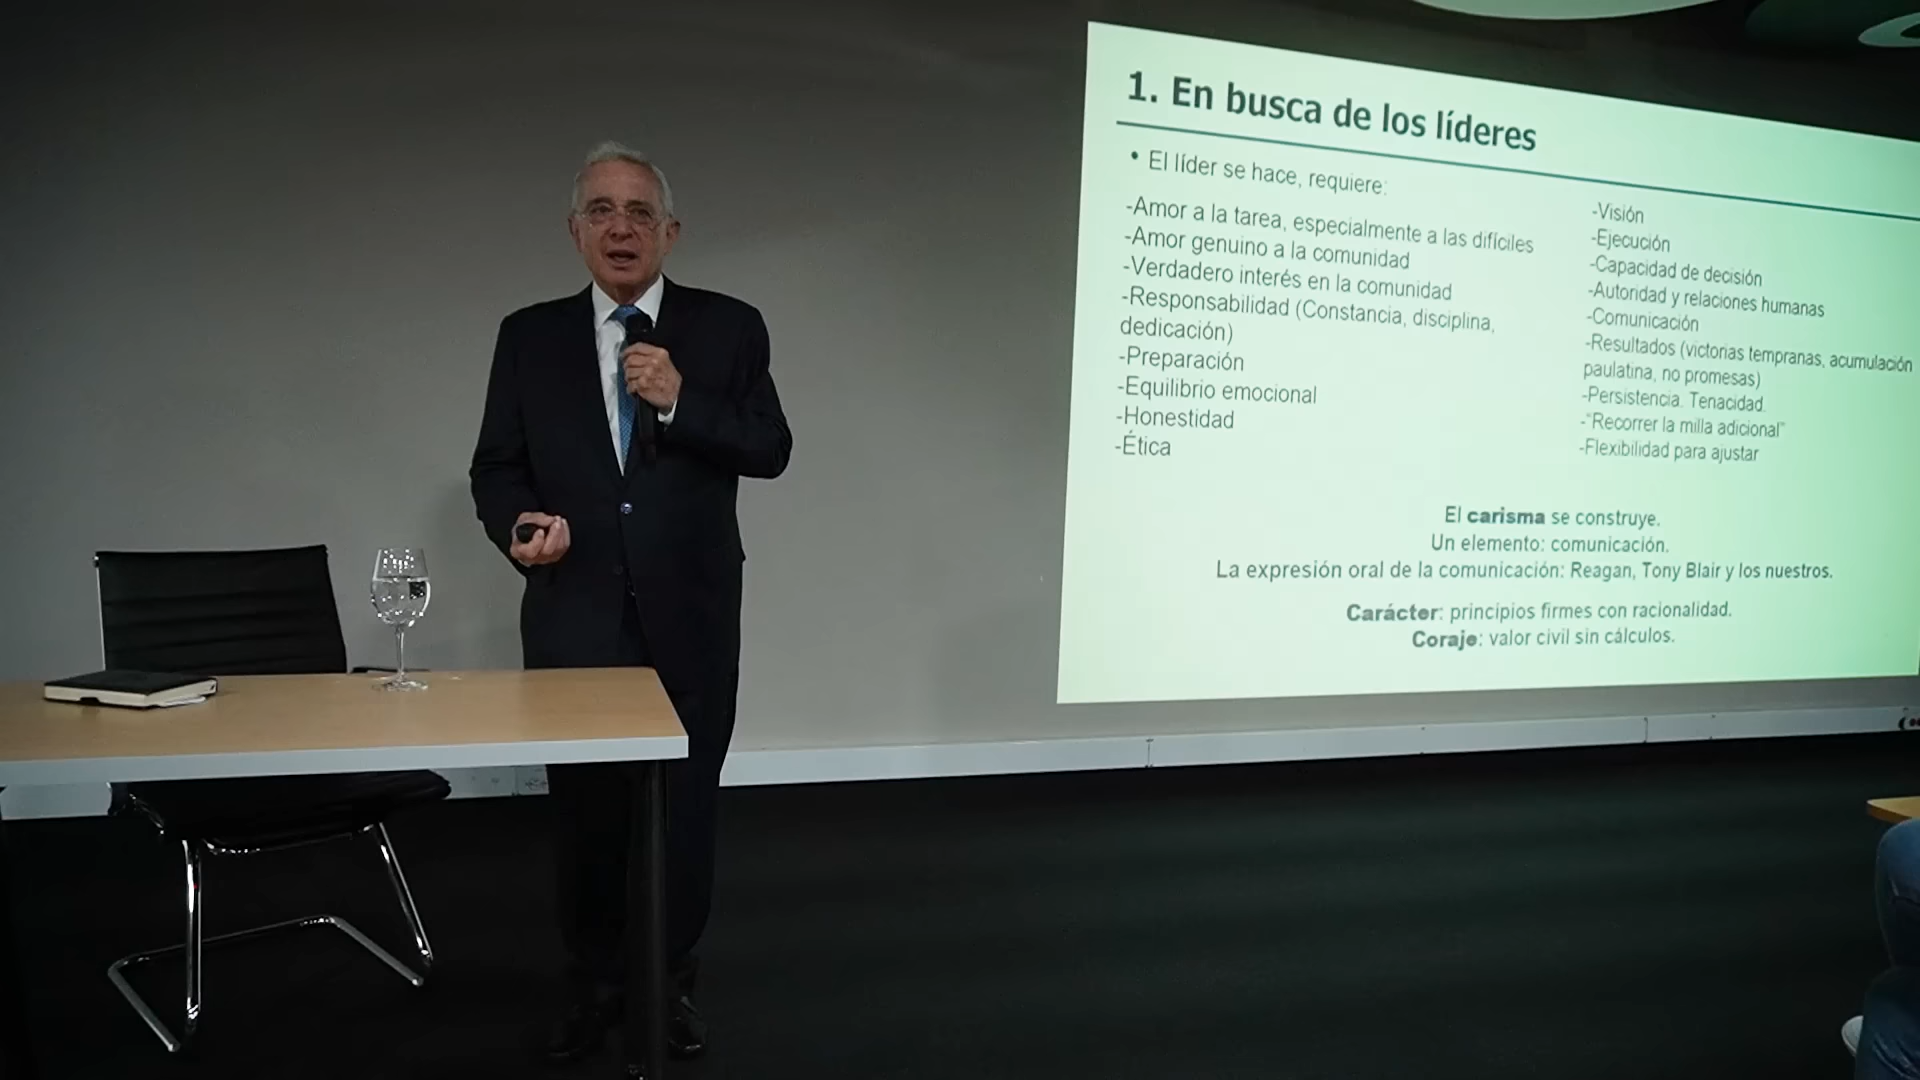 1. En busca de los líderes
• El líder se hace, requiere:
-Amor a la tarea, especialmente a las difíciles
-Amor genuino a la comunidad
-Verdadero interés en la comunidad
-Responsabilidad (Constancia, disciplina,
dedicación)
-Preparación
-Equilibrio emocional
-Honestidad
-Ética
-Visión
-Ejecución
-Capacidad de decisión
-Autoridad y relaciones humanas
-Comunicación
-Resultados (victorias tempranas, acumulación
paulatina, no promesas)
-Persistencia. Tenacidad.
-"Recorrer la milla adicional"
-Flexibilidad para ajustar
El carisma se construye.
Un elemento: comunicación.
La expresión oral de la comunicación: Reagan, Tony Blair y los nuestros.
Carácter: principios firmes con racionalidad.
Coraje: valor civil sin cálculos.